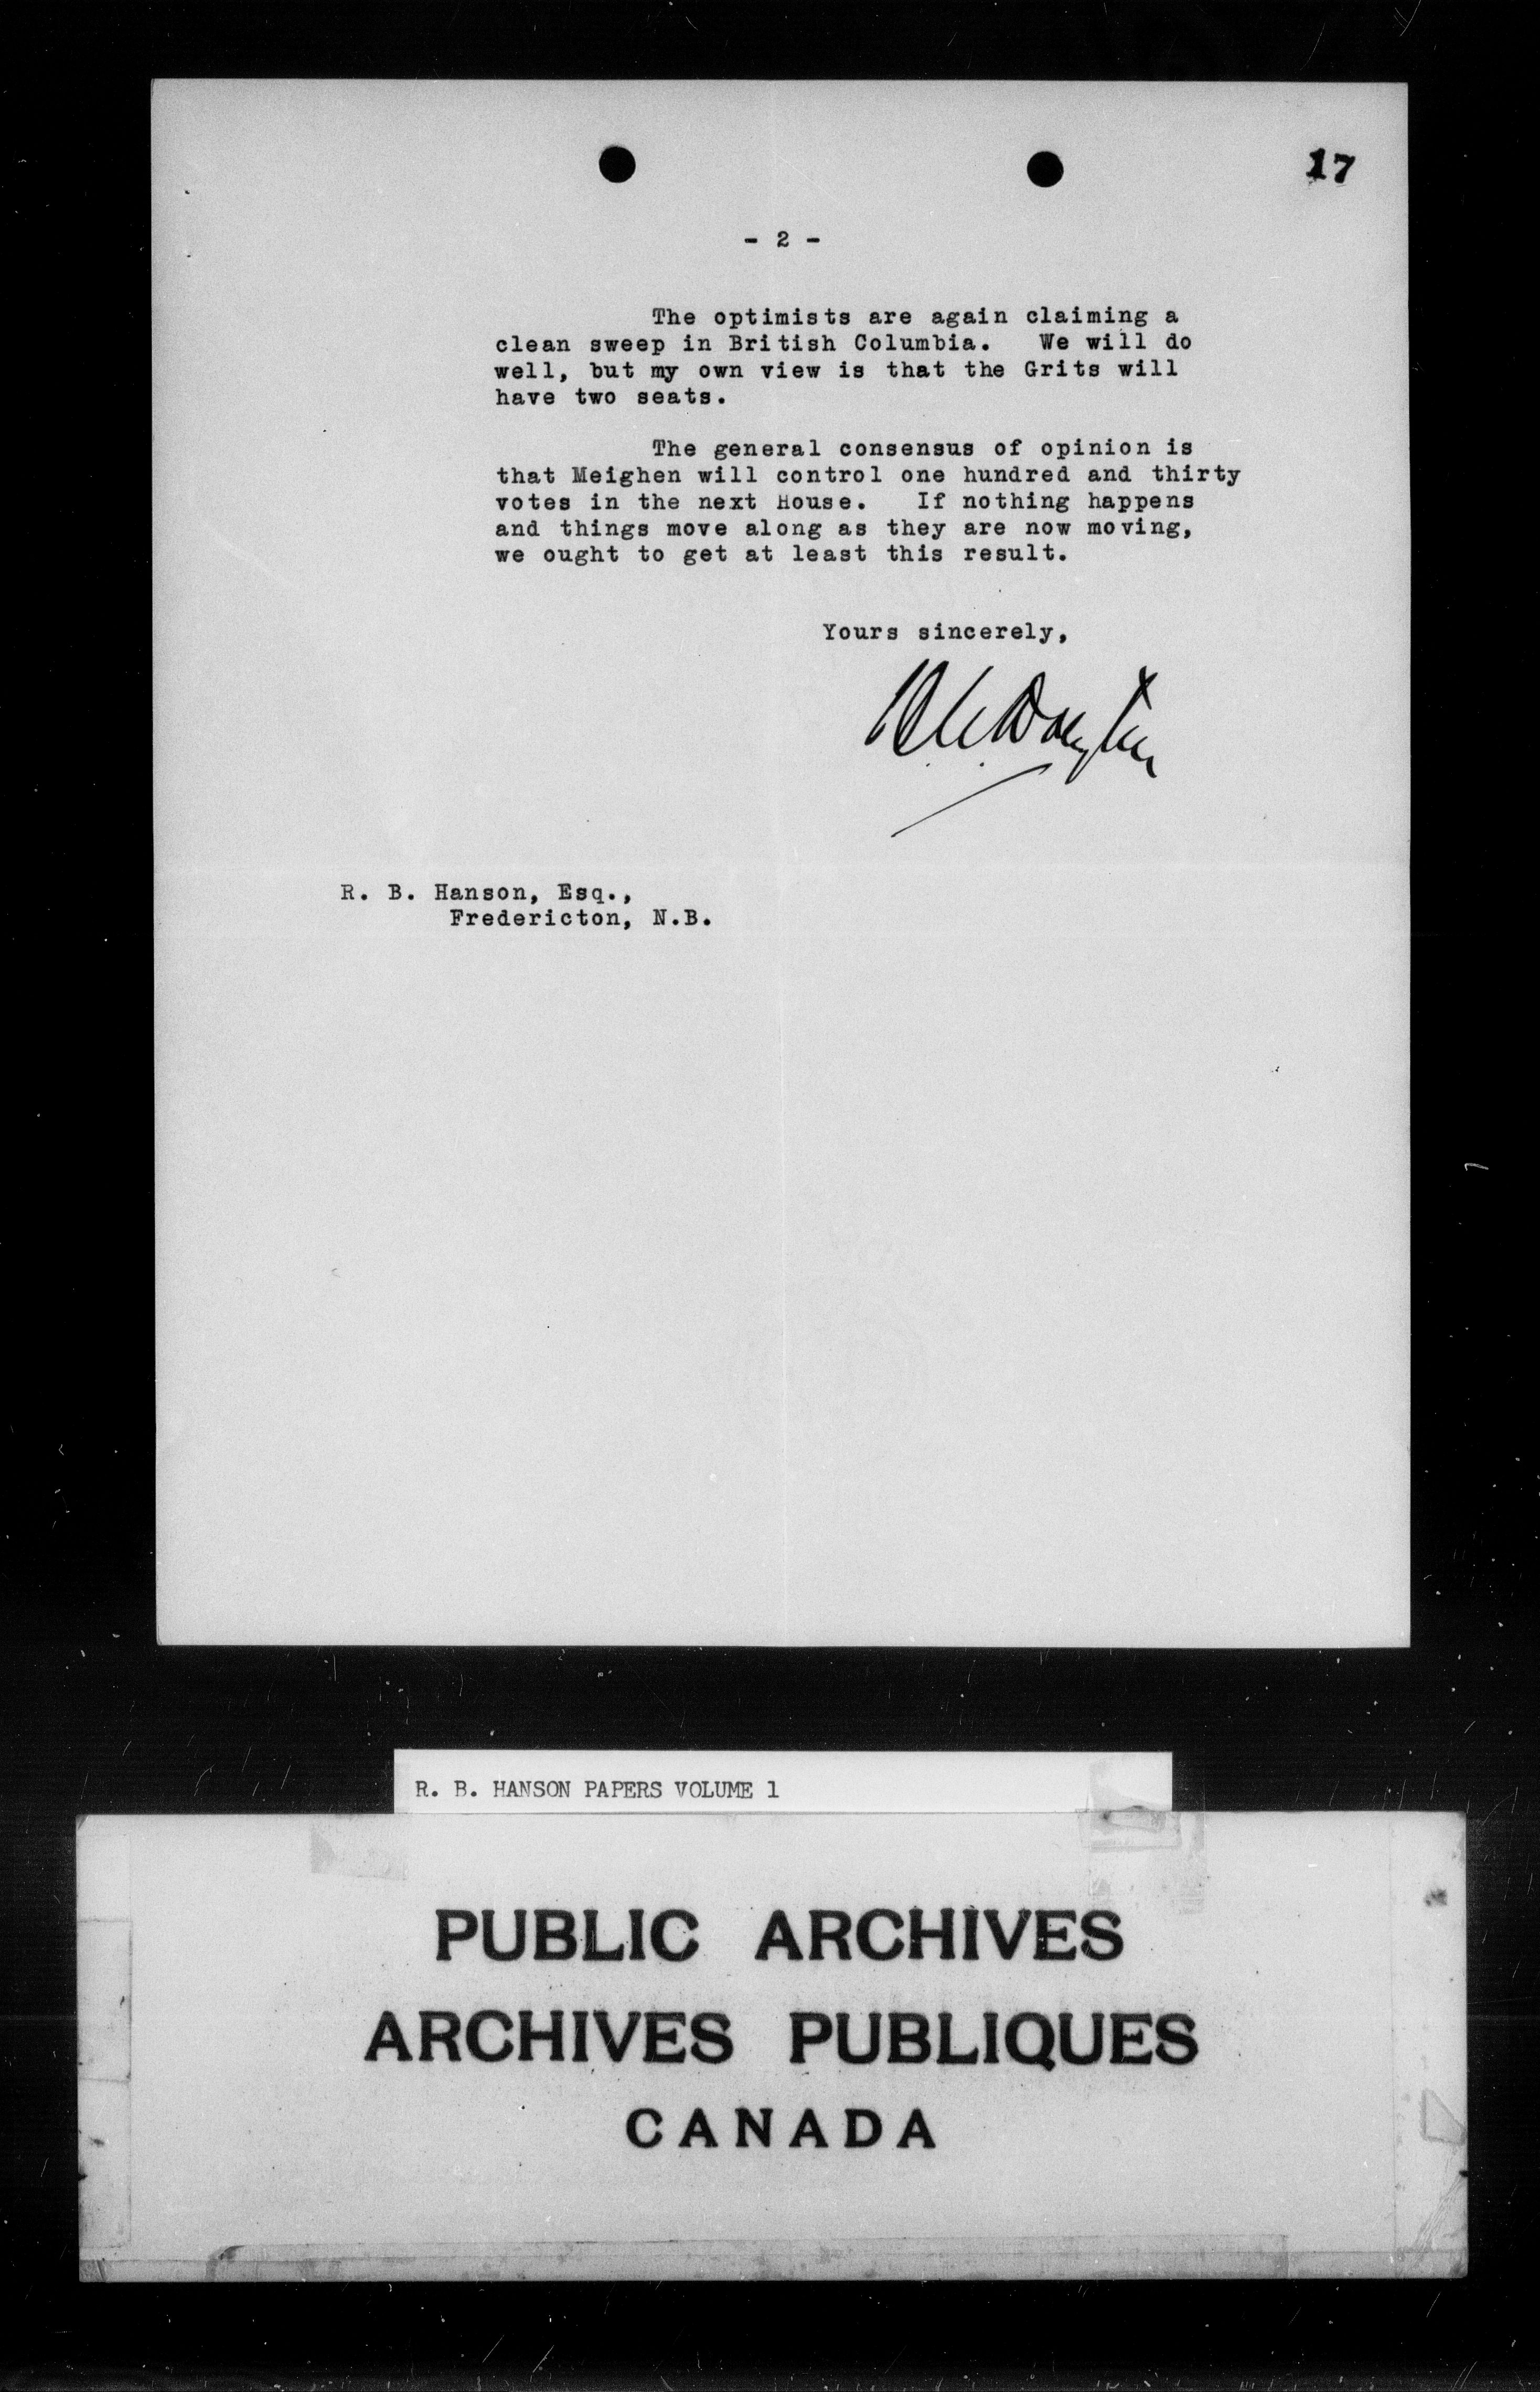 17
- 2 -
The optimists are again claiming a
clean sweep in British Columbia. We will do
well, but my own view is that the Grits will
have two seats.
The general consensus of opinion is
that Meighen will control one hundred and thirty
votes in the next House. If nothing happens
and things move along as they are now moving,
we ought to get at least this result.
Yours sincerely,
R. B. Hanson, Esq.,
Fredericton, N.B.
R. B. HANSON PAPERS VOLUME 1
PUBLIC ARCHIVES
ARCHIVES PUBLIQUES
CANADA